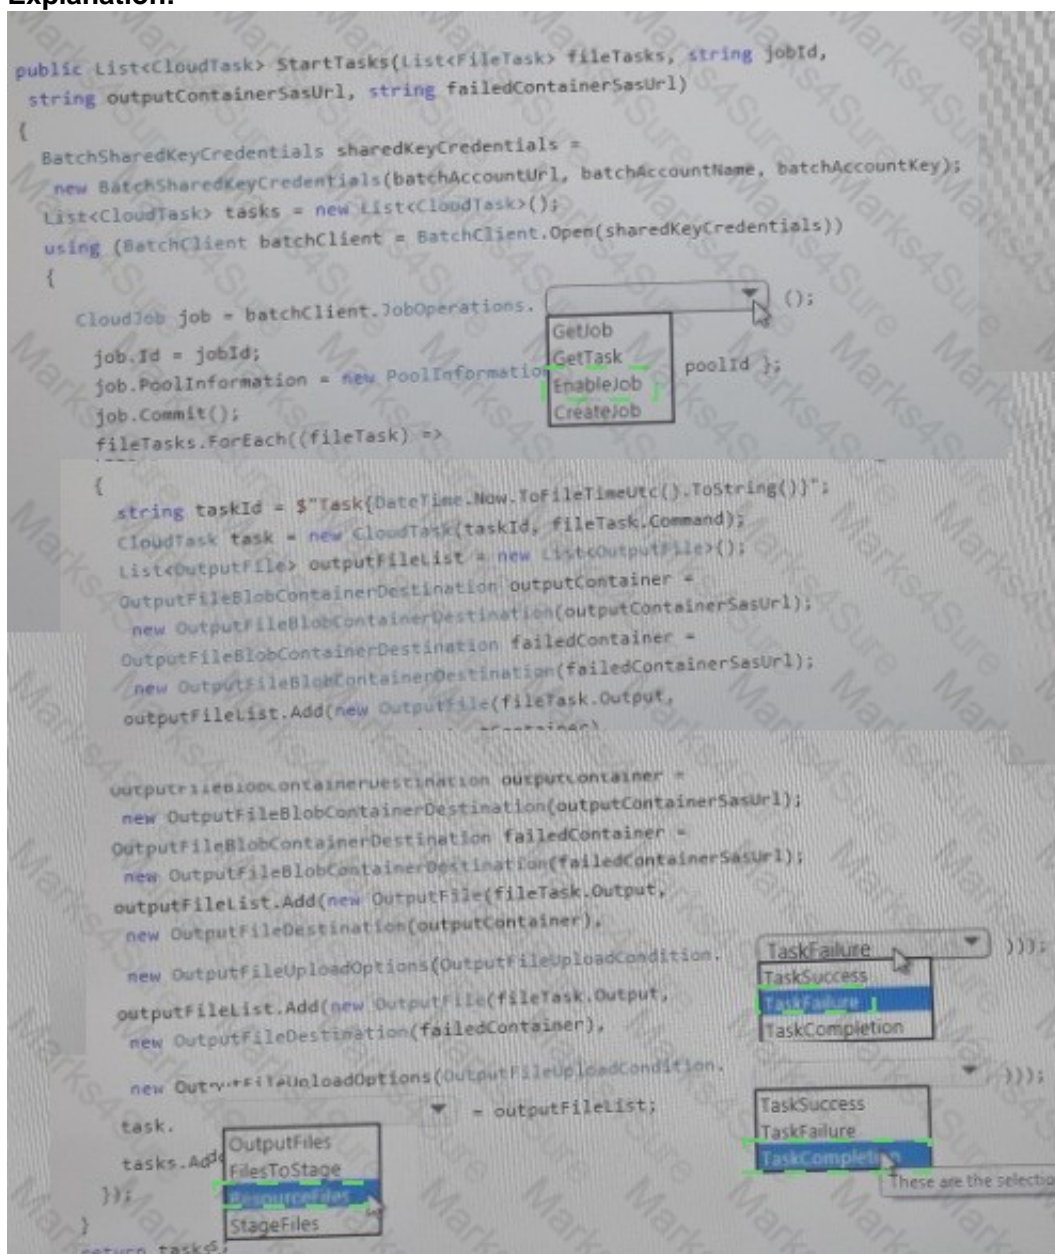 Explanation:
public List<CloudTask> StartTasks(List<FileTask> fileTasks, string jobId,
string outputContainerSasUrl, string failedContainerSasUrl)
{
BatchSharedKeyCredentials sharedKeyCredentials =
new BatchSharedKeyCredentials(batchAccountUrl, batchAccountName, batchAccountKey);
List<CloudTask> tasks = new List<CloudTask>();
using (BatchClient batchClient = BatchClient.Open(sharedKeyCredentials))
{
CloudJob job = batchClient.JobOperations. ();
GetJob
GetTask
EnableJob
CreateJob
job.Id = jobId;
job.PoolInformation = new PoolInformatio poolId };
job.Commit();
fileTasks.ForEach((fileTask) =>
{
string taskId = $"Task{DateTime.Now.ToFileTimeUtc().ToString()}";
CloudTask task = new CloudTask(taskId, fileTask.Command);
List<OutputFile> outputFileList = new List<OutputFile>();
OutputFileBlobContainerDestination outputContainer =
new OutputFileBlobContainerDestination(outputContainerSasUrl);
OutputFileBlobContainerDestination failedContainer =
new OutputFileBlobContainerDestination(failedContainerSasUrl);
outputFileList.Add(new OutputFile(fileTask.Output,
OutputFileBlobContainerDestination outputContainer =
new OutputFileBlobContainerDestination(outputContainerSasUrl);
OutputFileBlobContainerDestination failedContainer =
new OutputFileBlobContainerDestination(failedContainerSasUrl);
outputFileList.Add(new OutputFile(fileTask.Output,
new OutputFileDestination(outputContainer),
new OutputFileUploadOptions(OutputFileUploadCondition. TaskFailure )));
TaskSuccess
TaskFailure
TaskCompletion
outputFileList.Add(new OutputFile(fileTask.Output,
new OutputFileDestination(failedContainer),
new OutputFileUploadOptions(OutputFileUploadCondition. )));
TaskSuccess
TaskFailure
TaskCompletion
These are the selectio
task. = outputFileList;
OutputFiles
FilesToStage
ResourceFiles
StageFiles
tasks.Add
});
}
return tasks;
Marks4Sure